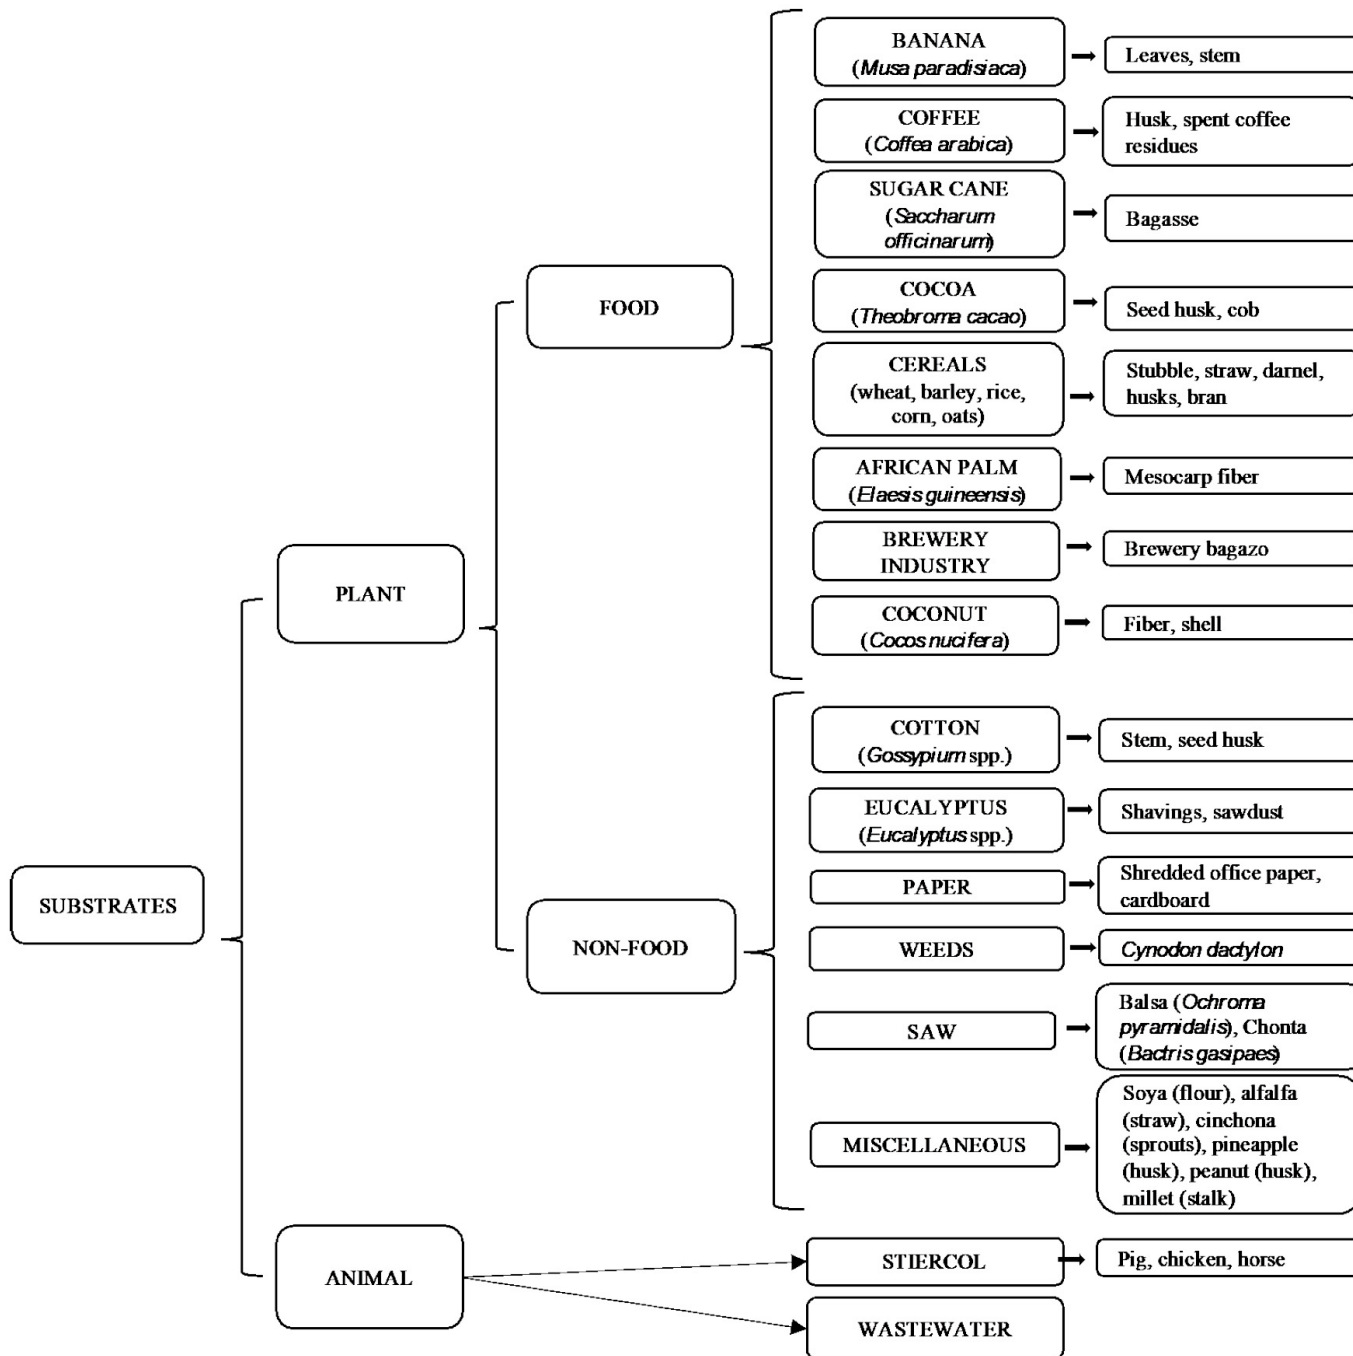 SUBSTRATES
PLANT
FOOD
BANANA
(Musa paradisiaca)
Leaves, stem
COFFEE
(Coffea arabica)
Husk, spent coffee
residues
SUGAR CANE
(Saccharum
officinarum)
Bagasse
COCOA
(Theobroma cacao)
Seed husk, cob
CEREALS
(wheat, barley, rice,
corn, oats)
Stubble, straw, darnel,
husks, bran
AFRICAN PALM
(Elaesis guineensis)
Mesocarp fiber
BREWERY
INDUSTRY
Brewery bagazo
COCONUT
(Cocos nucifera)
Fiber, shell
NON-FOOD
COTTON
(Gossypium spp.)
Stem, seed husk
EUCALYPTUS
(Eucalyptus spp.)
Shavings, sawdust
PAPER
Shredded office paper,
cardboard
WEEDS
Cynodon dactylon
SAW
Balsa (Ochroma
pyramidalis), Chonta
(Bactris gasipaes)
MISCELLANEOUS
Soya (flour), alfalfa
(straw), cinchona
(sprouts), pineapple
(husk), peanut (husk),
millet (stalk)
ANIMAL
STIERCOL
Pig, chicken, horse
WASTEWATER